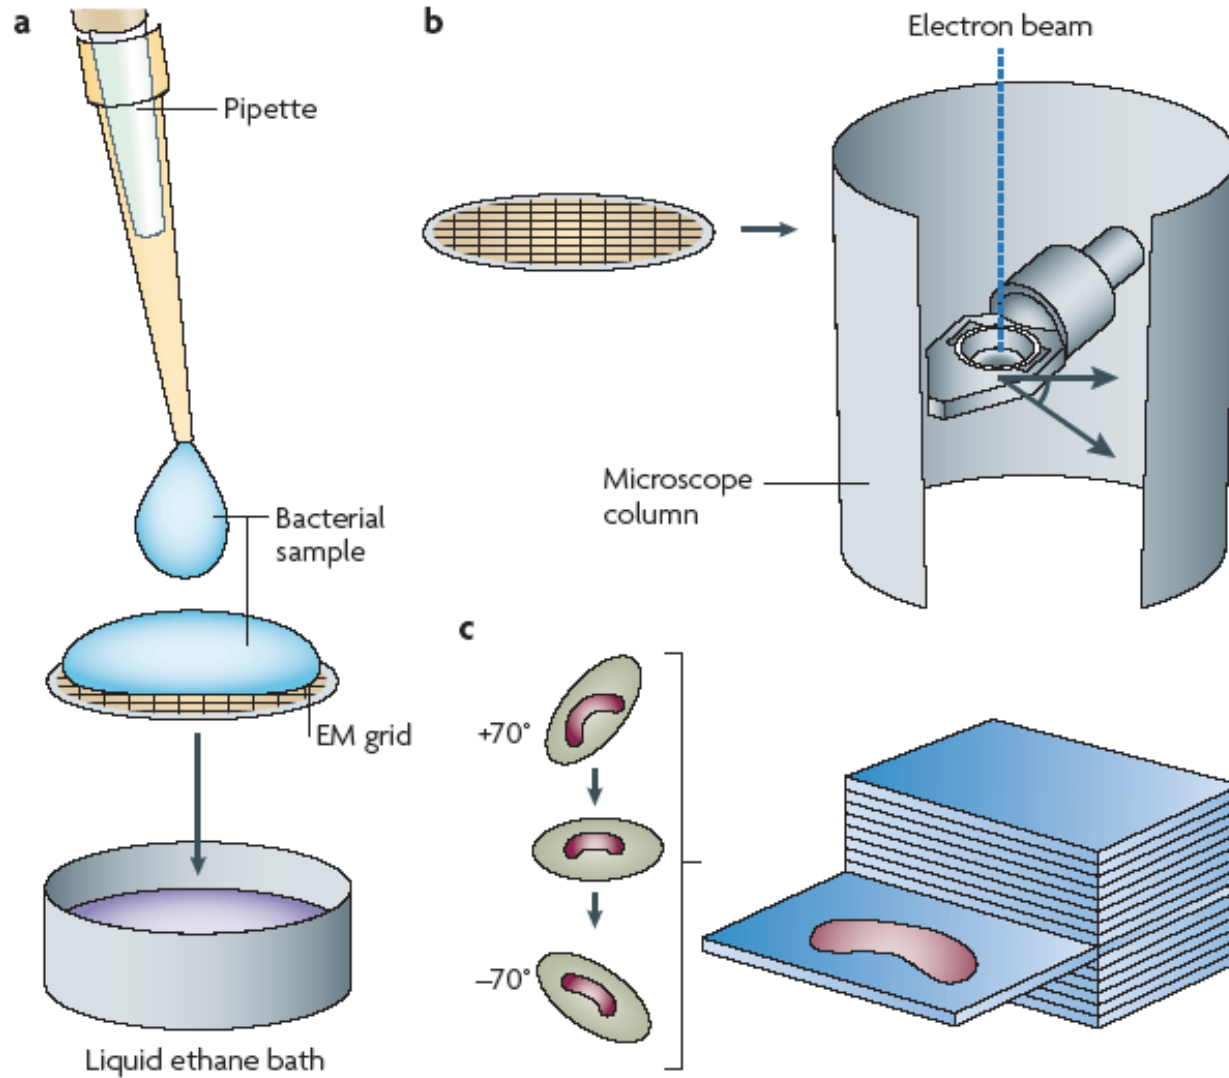 a
Pipette
Bacterial
sample
EM grid
Liquid ethane bath
b
Electron beam
Microscope
column
c
+70°
–70°